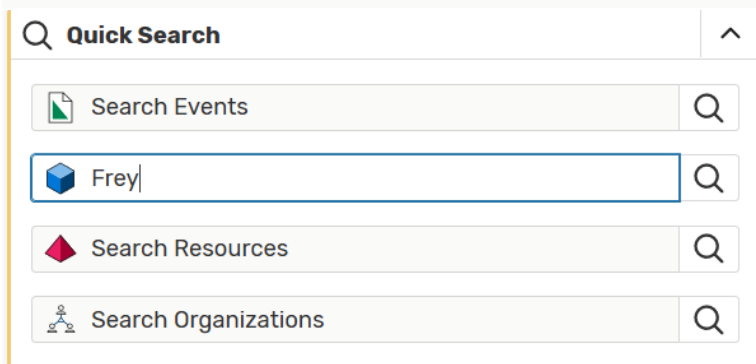 Quick Search
Search Events
Frey
Search Resources
Search Organizations